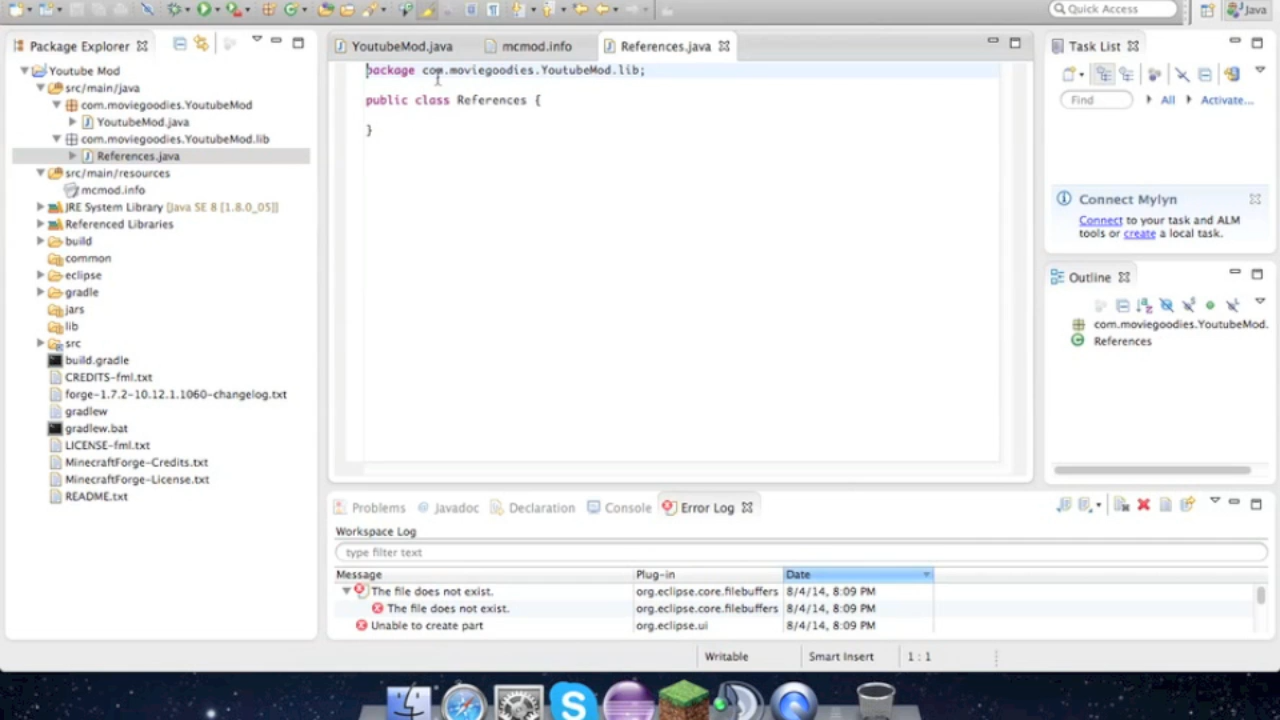 Quick Access
Java
Package Explorer
Youtube Mod
src/main/java
com.moviegoodies.YoutubeMod
YoutubeMod.java
com.moviegoodies.YoutubeMod.lib
References.java
src/main/resources
mcmod.info
JRE System Library [Java SE 8 [1.8.0_05]]
Referenced Libraries
build
common
eclipse
gradle
jars
lib
src
build.gradle
CREDITS-fml.txt
forge-1.7.2-10.12.1.1060-changelog.txt
gradlew
gradlew.bat
LICENSE-fml.txt
MinecraftForge-Credits.txt
MinecraftForge-License.txt
README.txt
YoutubeMod.java mcmod.info References.java
package com.moviegoodies.YoutubeMod.lib;
public class References {
}
Task List
Find All Activate...
Connect Mylyn
Connect to your task and ALM
tools or create a local task.
Outline
com.moviegoodies.YoutubeMod.
References
Problems Javadoc Declaration Console Error Log
Workspace Log
type filter text
Message Plug-in Date
The file does not exist. org.eclipse.core.filebuffers 8/4/14, 8:09 PM
The file does not exist. org.eclipse.core.filebuffers 8/4/14, 8:09 PM
Unable to create part org.eclipse.ui 8/4/14, 8:09 PM
Writable Smart Insert 1 : 1